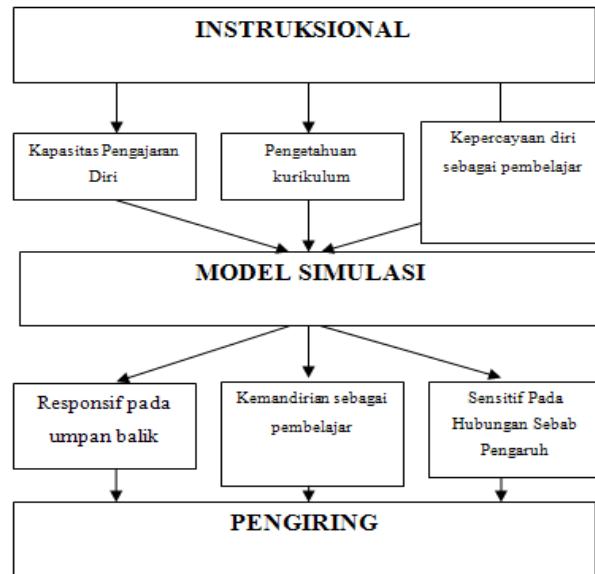 INSTRUKSIONAL
Kapasitas Pengajaran
Diri
Pengetahuan
kurikulum
Kepercayaan diri
sebagai pembelajar
MODEL SIMULASI
Responsif pada
umpan balik
Kemandirian sebagai
pembelajar
Sensitif Pada
Hubungan Sebab
Pengaruh
PENGIRING